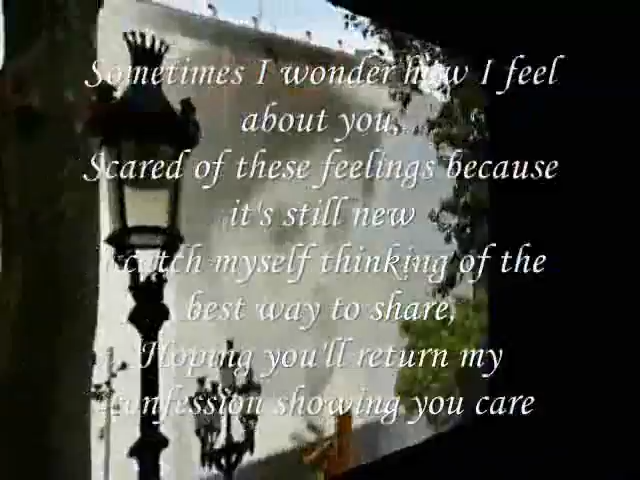 Sometimes I wonder how I feel
about you,
Scared of these feelings because
it's still new
I catch myself thinking of the
best way to share,
Hoping you'll return my
confession showing you care